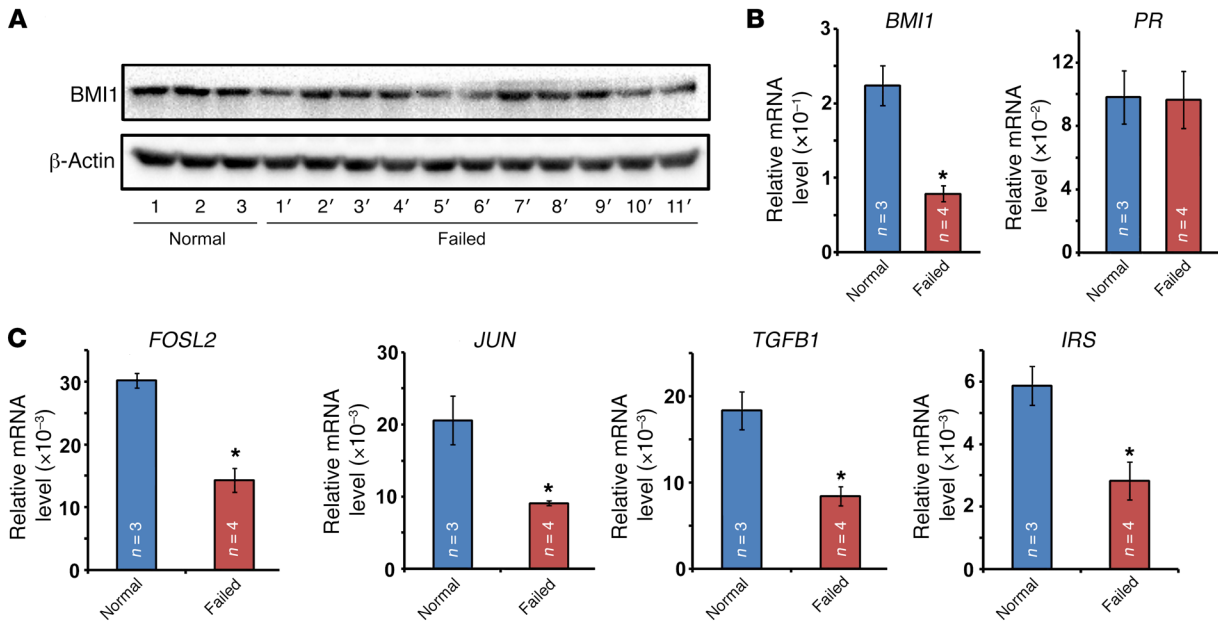 A
BMI1
β-Actin
1 2 3 1′ 2′ 3′ 4′ 5′ 6′ 7′ 8′ 9′ 10′ 11′
Normal Failed
B
BMI1
Relative mRNA
level (×10⁻¹)
3
2
1
0
n = 3
n = 4
*
Normal
Failed
PR
Relative mRNA
level (×10⁻²)
12
8
4
0
n = 3
n = 4
Normal
Failed
C
FOSL2
Relative mRNA
level (×10⁻³)
30
20
10
0
n = 3
n = 4
*
Normal
Failed
JUN
Relative mRNA
level (×10⁻³)
30
20
10
0
n = 3
n = 4
*
Normal
Failed
TGFB1
Relative mRNA
level (×10⁻³)
20
10
0
n = 3
n = 4
*
Normal
Failed
IRS
Relative mRNA
level (×10⁻³)
6
4
2
0
n = 3
n = 4
*
Normal
Failed